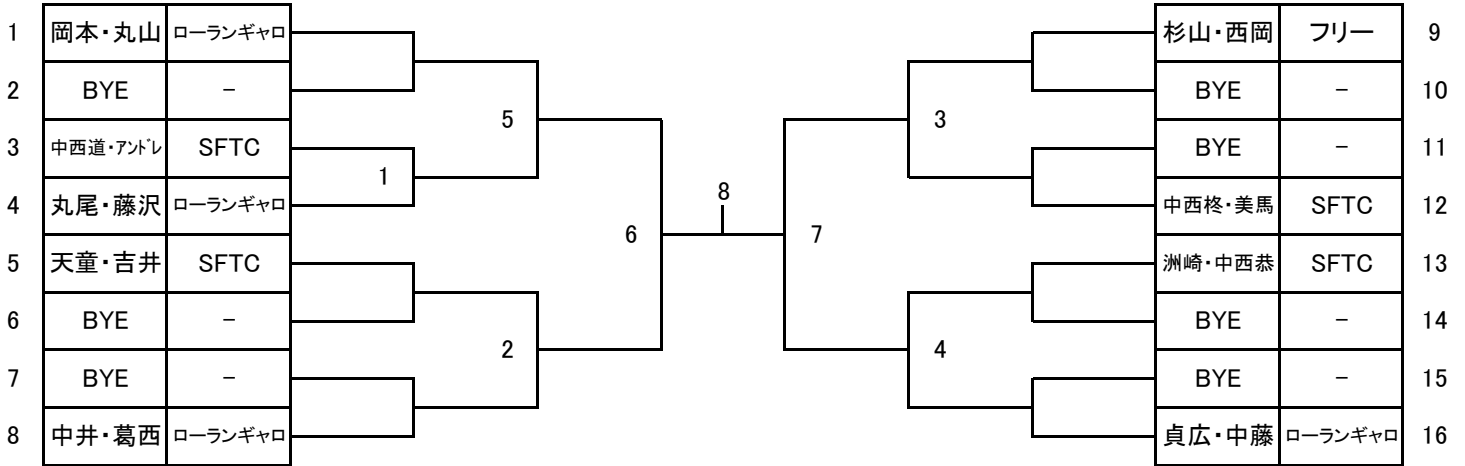 1 岡本・丸山 ローランギャロ
2 BYE -
3 中西道・アンドレ SFTC
4 丸尾・藤沢 ローランギャロ
5 天童・吉井 SFTC
6 BYE -
7 BYE -
8 中井・葛西 ローランギャロ
5
1
2
6
8
7
3
4
杉山・西岡 フリー 9
BYE - 10
BYE - 11
中西柊・美馬 SFTC 12
洲崎・中西恭 SFTC 13
BYE - 14
BYE - 15
貞広・中藤 ローランギャロ 16